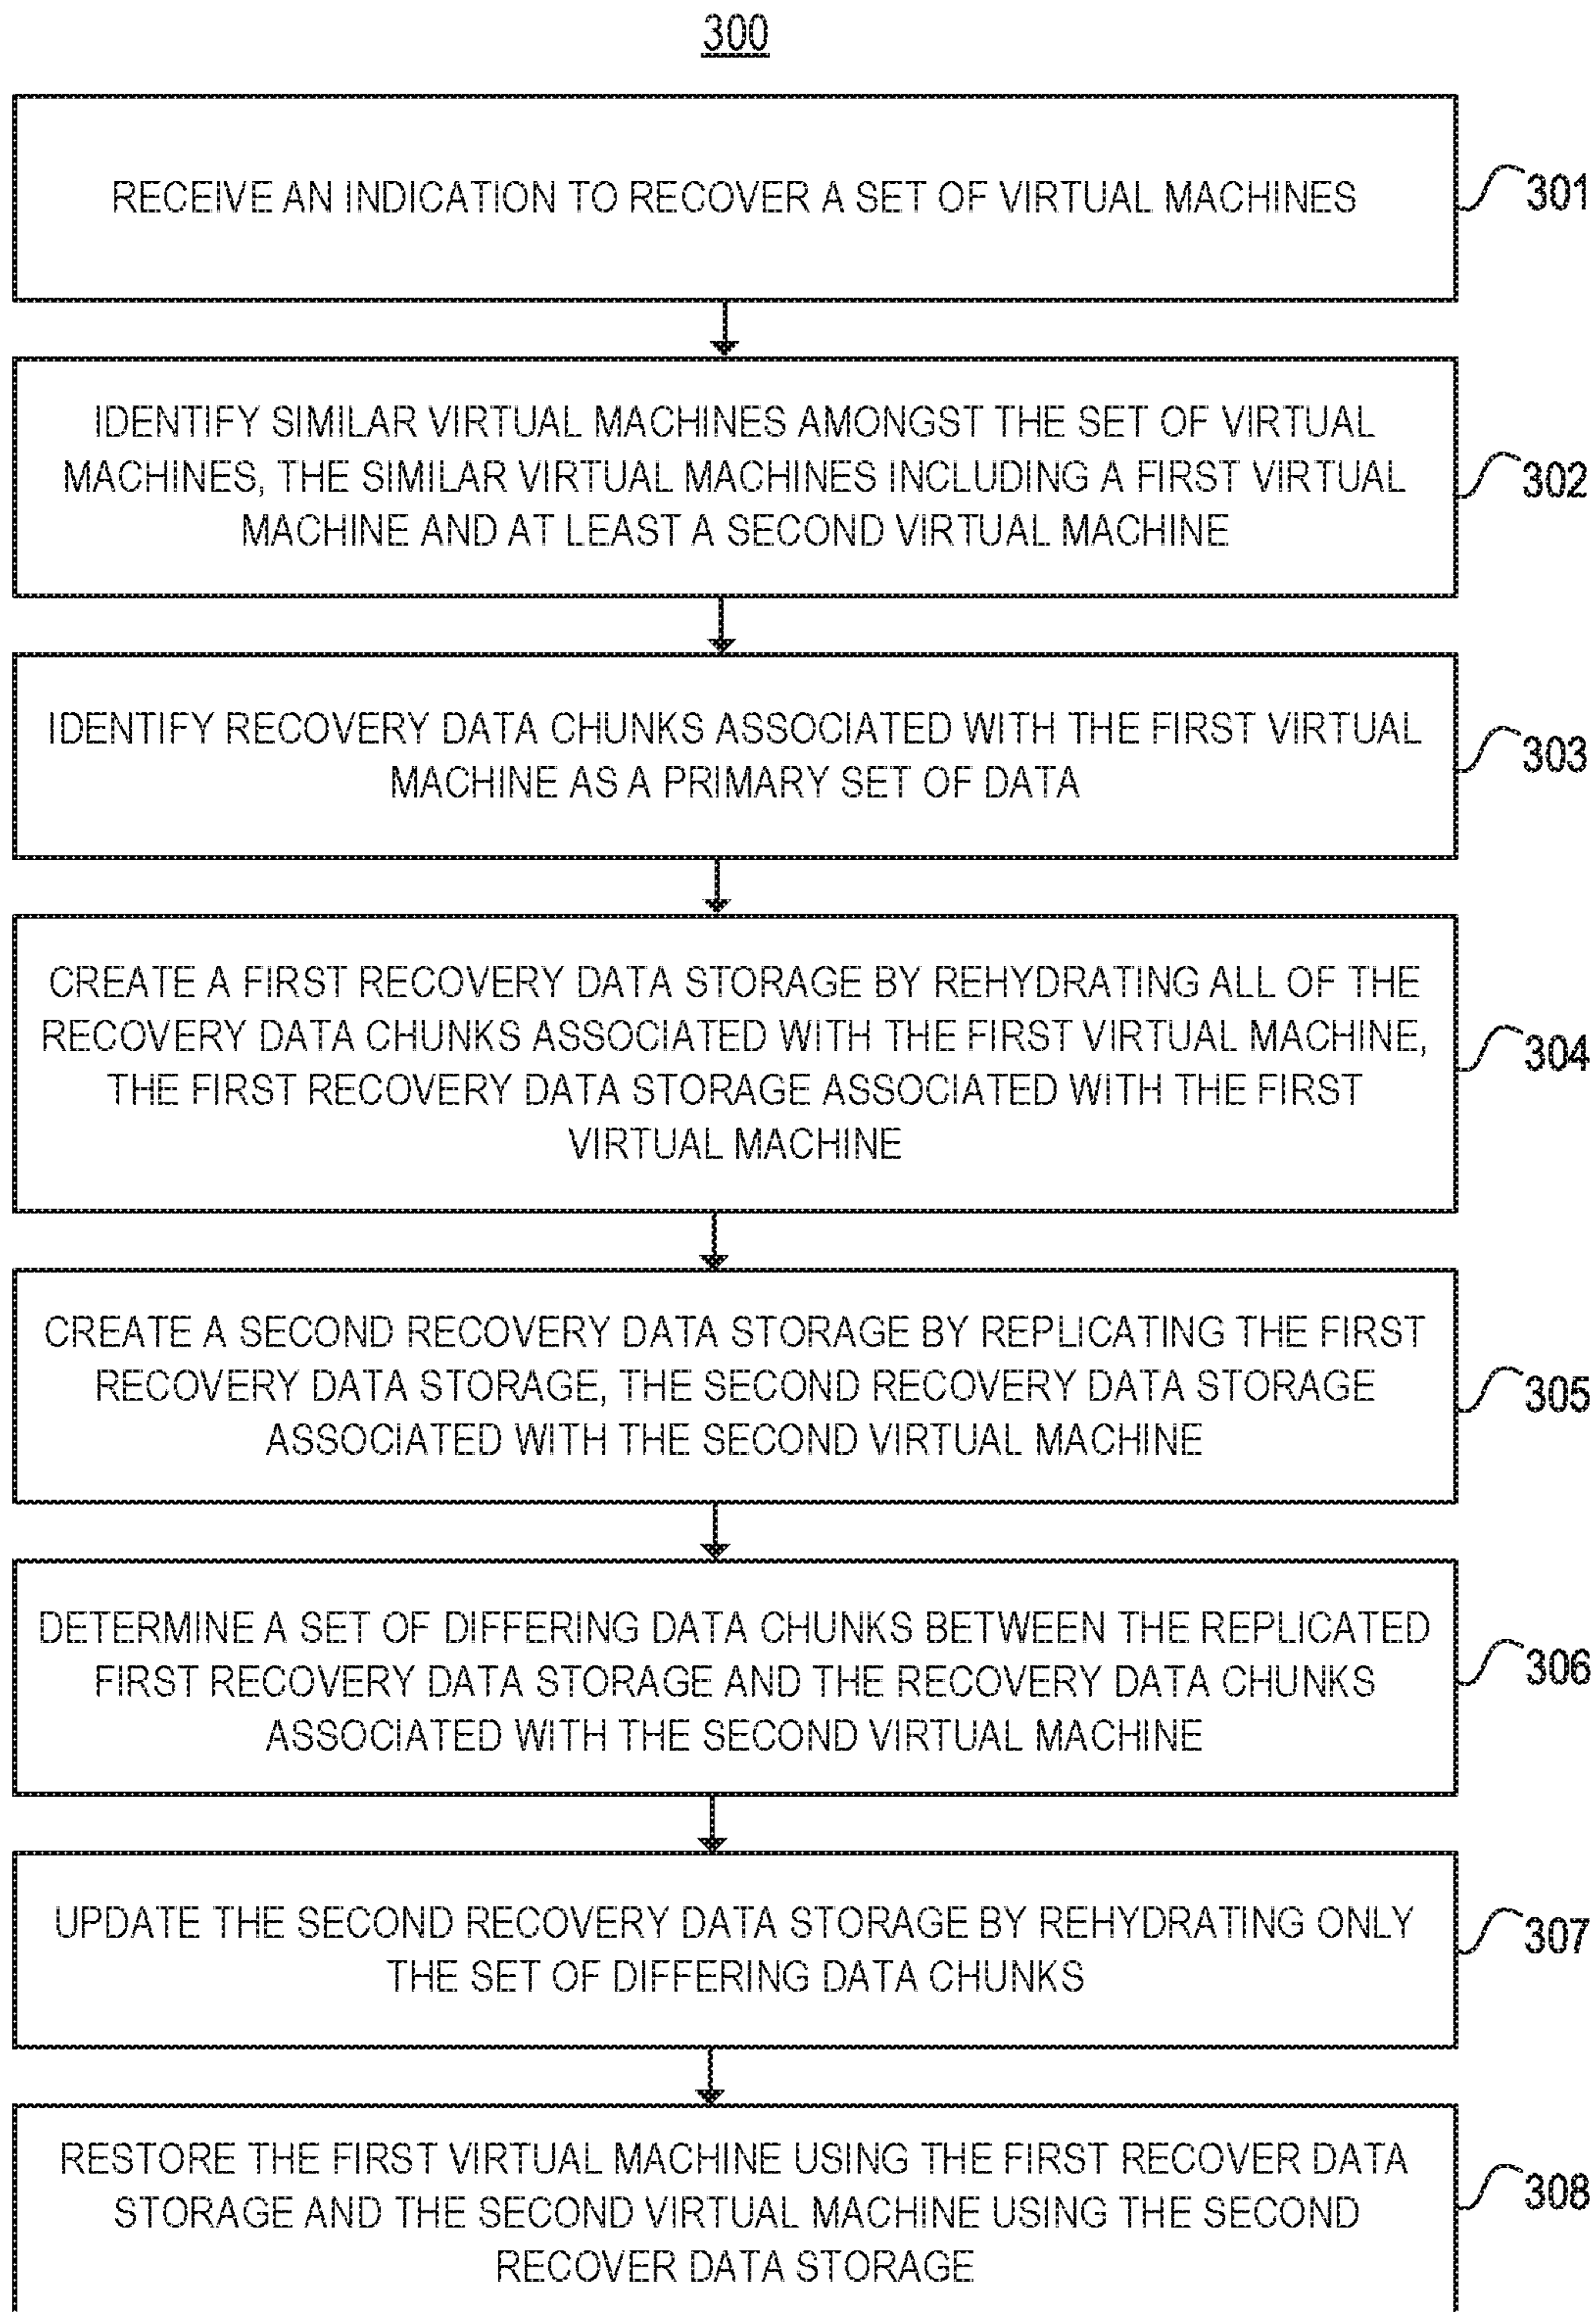 300
RECEIVE AN INDICATION TO RECOVER A SET OF VIRTUAL MACHINES
301
IDENTIFY SIMILAR VIRTUAL MACHINES AMONGST THE SET OF VIRTUAL
MACHINES, THE SIMILAR VIRTUAL MACHINES INCLUDING A FIRST VIRTUAL
MACHINE AND AT LEAST A SECOND VIRTUAL MACHINE
302
IDENTIFY RECOVERY DATA CHUNKS ASSOCIATED WITH THE FIRST VIRTUAL
MACHINE AS A PRIMARY SET OF DATA
303
CREATE A FIRST RECOVERY DATA STORAGE BY REHYDRATING ALL OF THE
RECOVERY DATA CHUNKS ASSOCIATED WITH THE FIRST VIRTUAL MACHINE,
THE FIRST RECOVERY DATA STORAGE ASSOCIATED WITH THE FIRST
VIRTUAL MACHINE
304
CREATE A SECOND RECOVERY DATA STORAGE BY REPLICATING THE FIRST
RECOVERY DATA STORAGE, THE SECOND RECOVERY DATA STORAGE
ASSOCIATED WITH THE SECOND VIRTUAL MACHINE
305
DETERMINE A SET OF DIFFERING DATA CHUNKS BETWEEN THE REPLICATED
FIRST RECOVERY DATA STORAGE AND THE RECOVERY DATA CHUNKS
ASSOCIATED WITH THE SECOND VIRTUAL MACHINE
306
UPDATE THE SECOND RECOVERY DATA STORAGE BY REHYDRATING ONLY
THE SET OF DIFFERING DATA CHUNKS
307
RESTORE THE FIRST VIRTUAL MACHINE USING THE FIRST RECOVER DATA
STORAGE AND THE SECOND VIRTUAL MACHINE USING THE SECOND
RECOVER DATA STORAGE
308